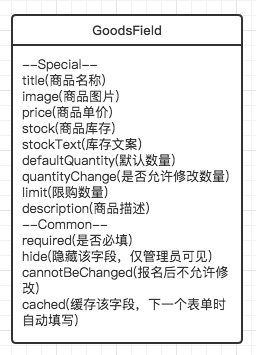 GoodsField
--Special--
title(商品名称)
image(商品图片)
price(商品单价)
stock(商品库存)
stockText(库存文案)
defaultQuantity(默认数量)
quantityChange(是否允许修改数量)
limit(限购数量)
description(商品描述)
--Common--
required(是否必填)
hide(隐藏该字段，仅管理员可见)
cannotBeChanged(报名后不允许修
改)
cached(缓存该字段，下一个表单时
自动填写)